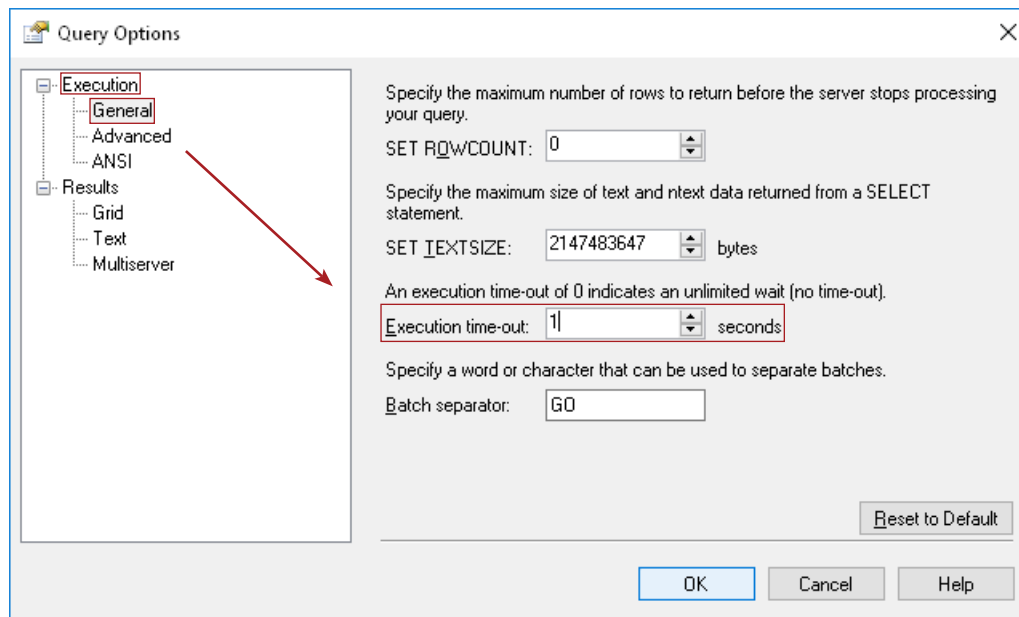 Query Options
Execution
General
Advanced
ANSI
Results
Grid
Text
Multiserver
Specify the maximum number of rows to return before the server stops processing
your query.
SET ROWCOUNT: 0
Specify the maximum size of text and ntext data returned from a SELECT
statement.
SET TEXTSIZE: 2147483647 bytes
An execution time-out of 0 indicates an unlimited wait (no time-out).
Execution time-out: 1 seconds
Specify a word or character that can be used to separate batches.
Batch separator: GO
Reset to Default
OK Cancel Help